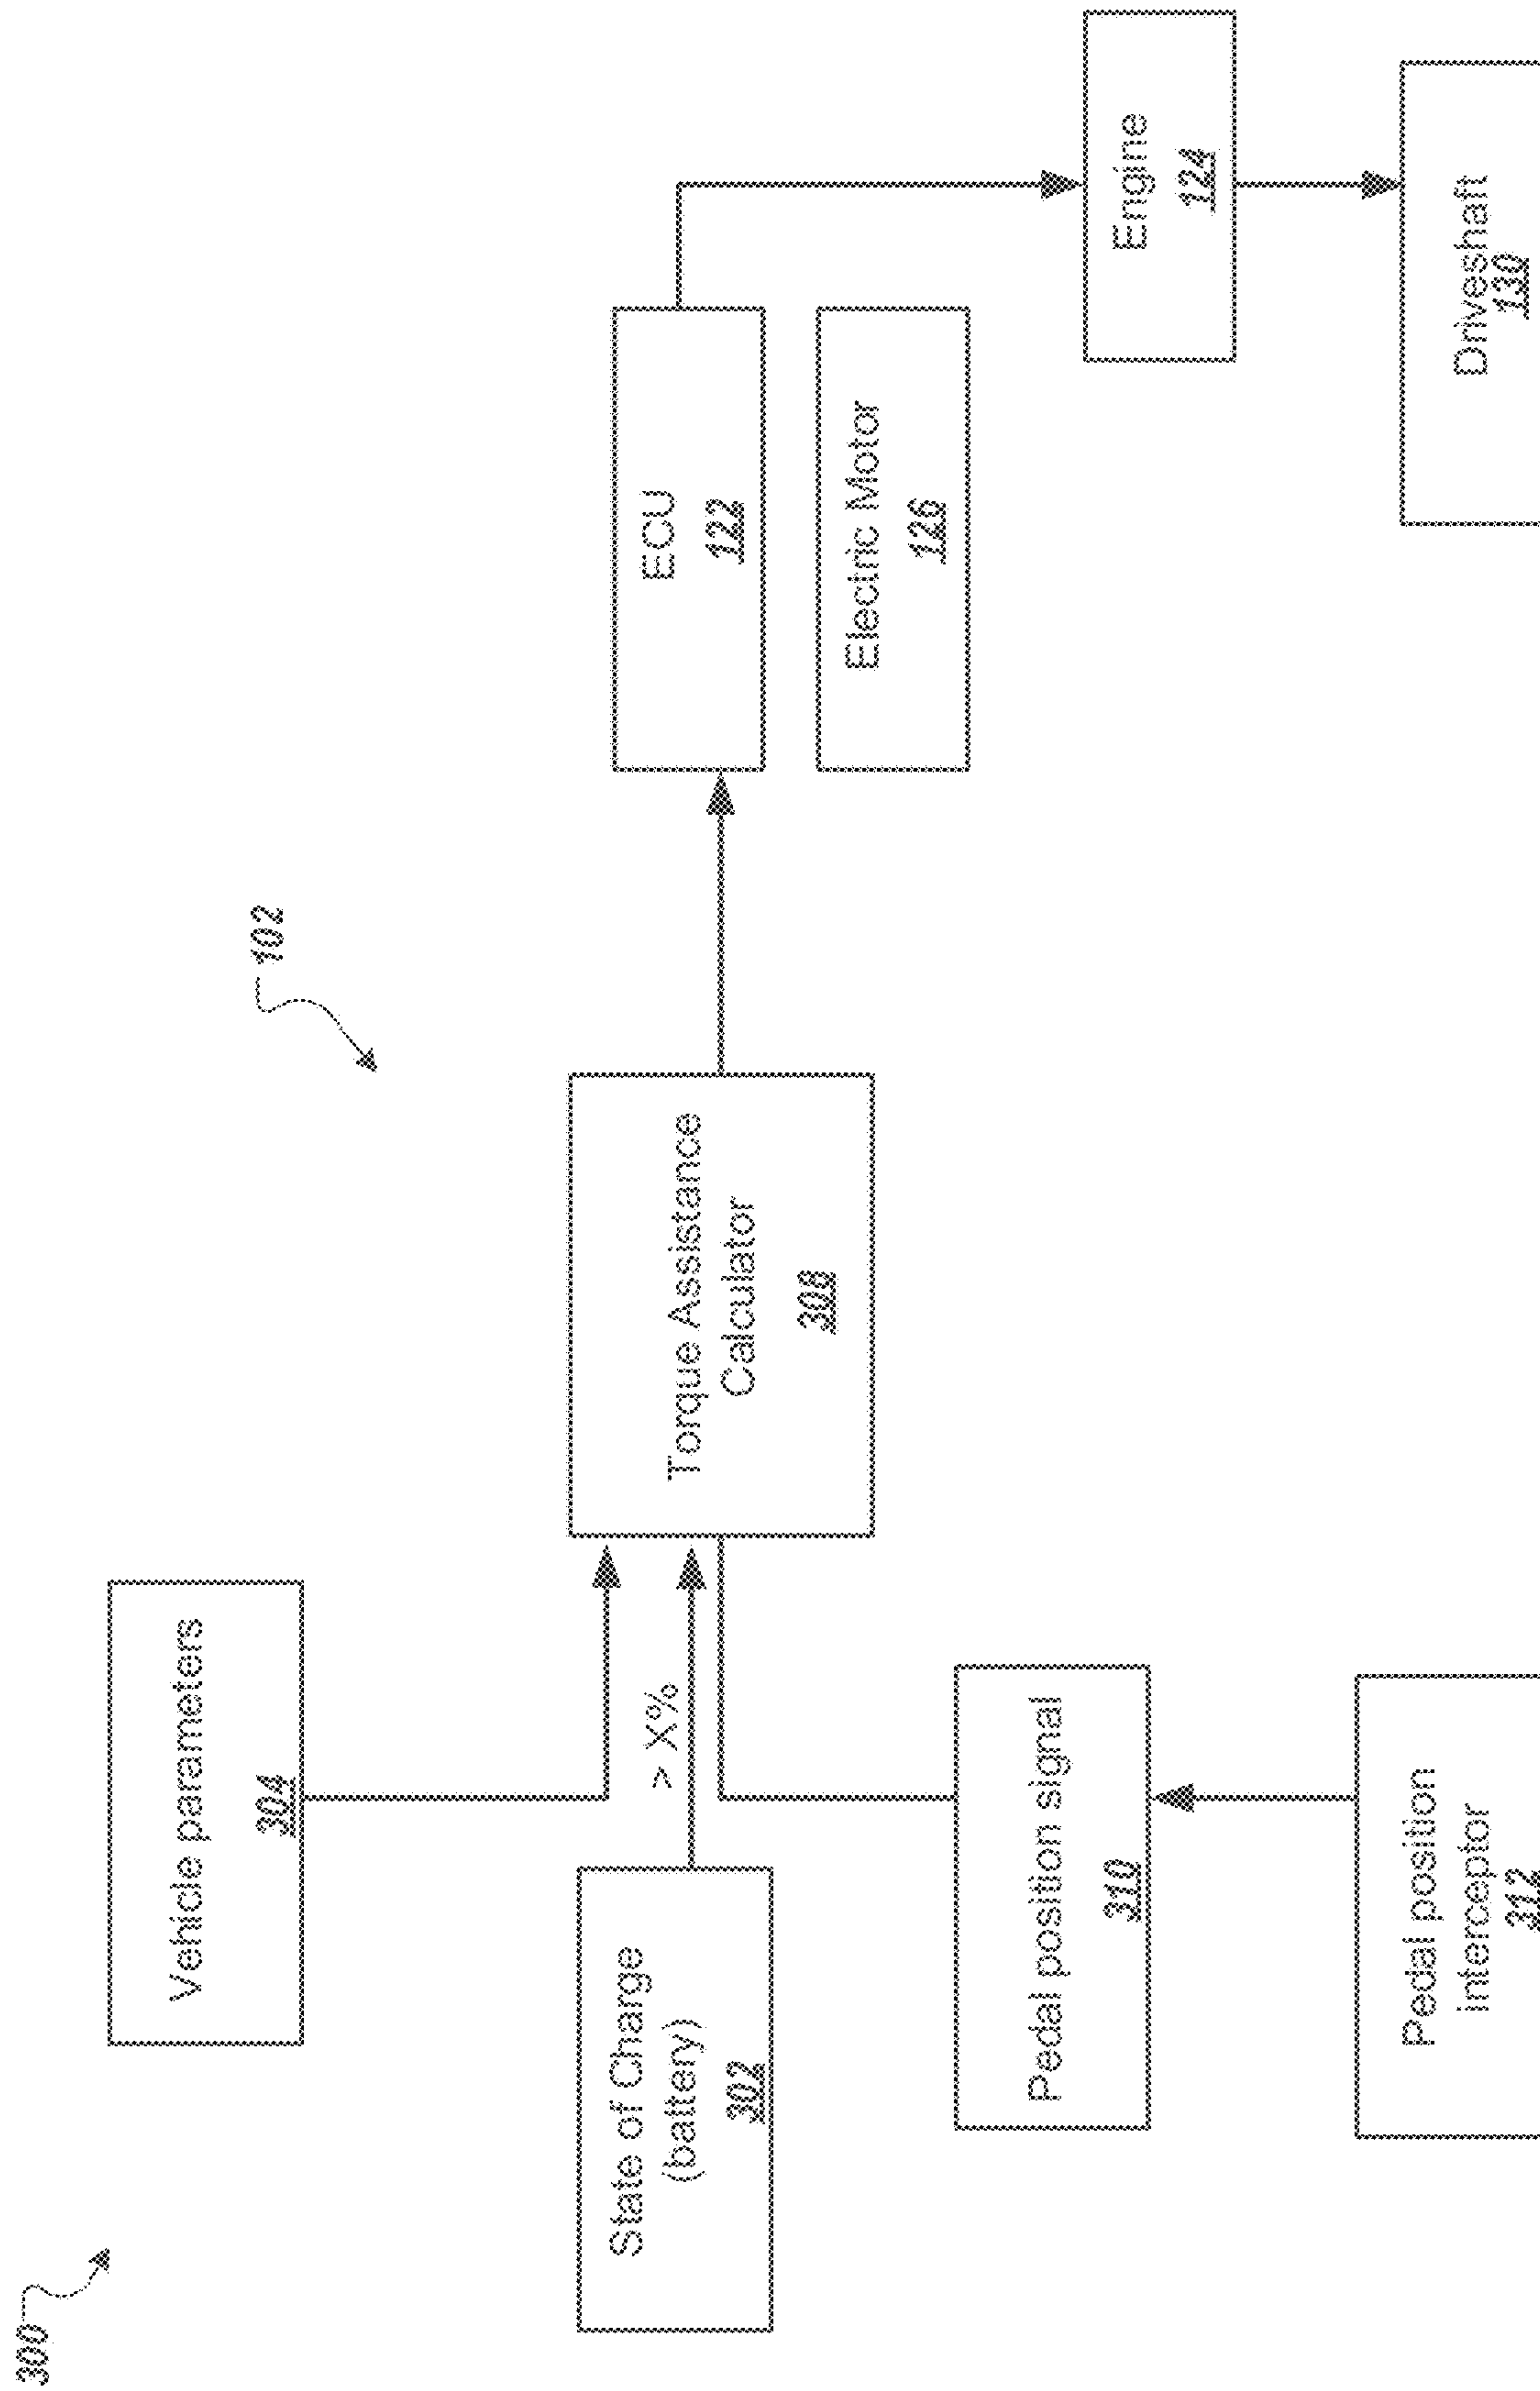 300
102
Vehicle parameters
304
State of Charge
(battery)
302
> X%
Pedal position signal
310
Pedal position
interceptor
312
Torque Assistance
Calculator
308
ECU
122
Electric Motor
126
Engine
124
Driveshaft
130